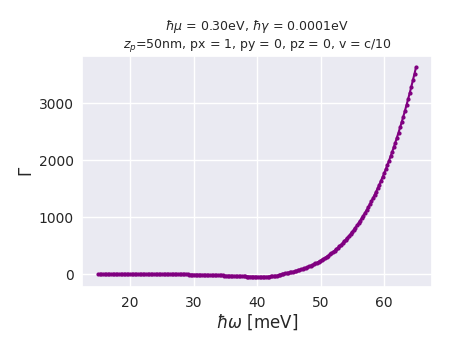 ℏμ = 0.30eV, ℏγ = 0.0001eV
zₚ=50nm, px = 1, py = 0, pz = 0, v = c/10
Γ
3000
2000
1000
0
20 30 40 50 60
ℏω [meV]